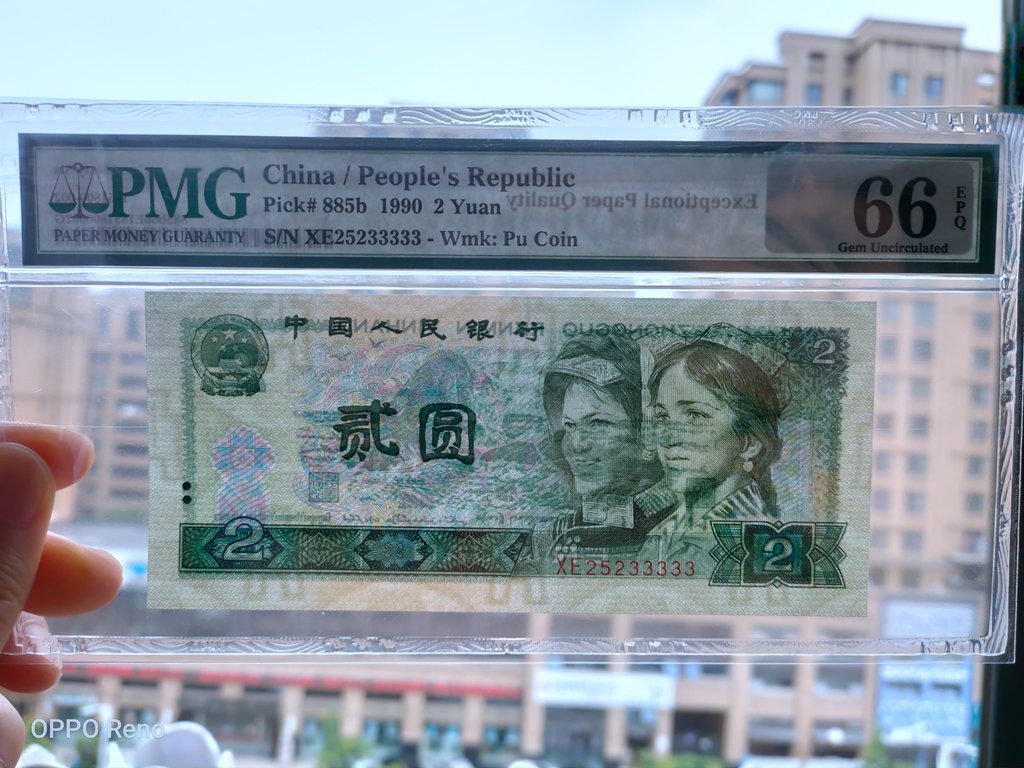 PMG
PAPER MONEY GUARANTY
China / People's Republic
Pick# 885b 1990 2 Yuan
S/N XE25233333 - Wmk: Pu Coin
Exceptional Paper Quality
66
EPQ
Gem Uncirculated
中国人民银行
ZHONGGUO
2
贰圆
2
XE25233333
2
OPPO Reno